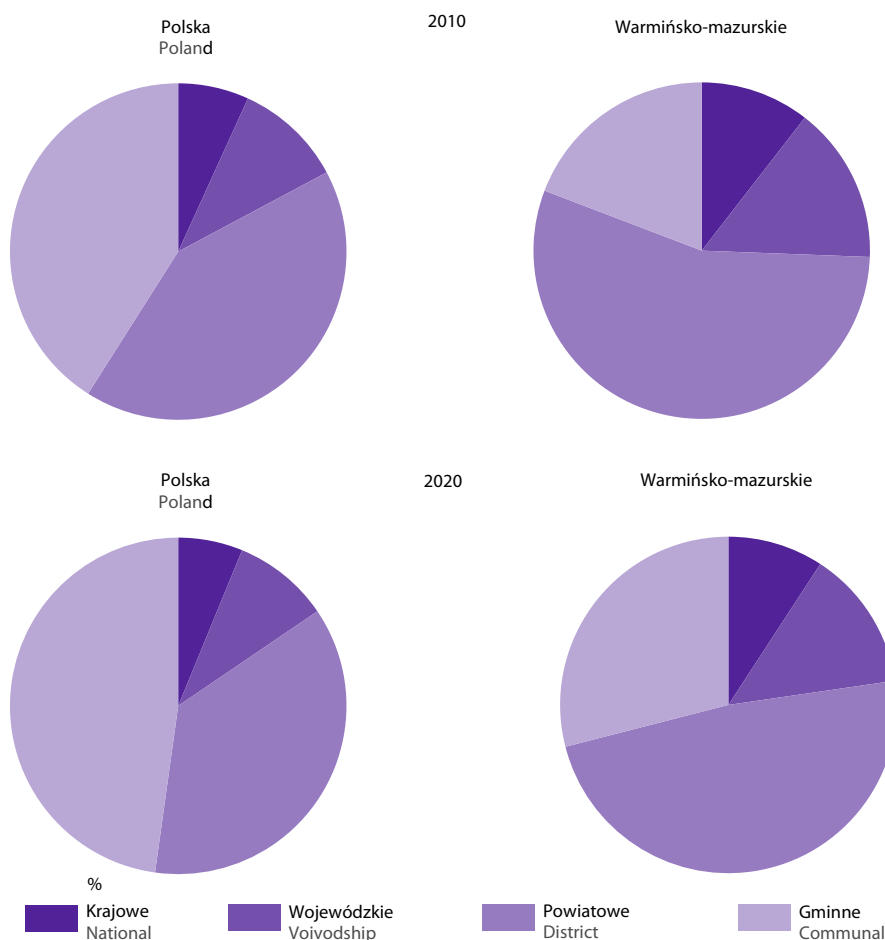 Polska
Poland
2010
Warmińsko-mazurskie
Polska
Poland
2020
Warmińsko-mazurskie
%
Krajowe
National
Wojewódzkie
Voivodship
Powiatowe
District
Gminne
Communal